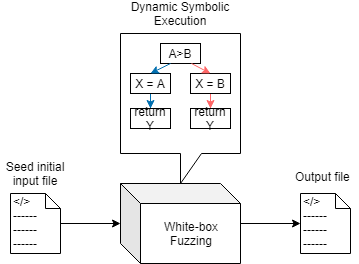 Dynamic Symbolic
Execution
A>B
X = A
X = B
return
Y
return
Y
Seed initial
input file
Output file
</>
------
------
------
White-box
Fuzzing
</>
------
------
------